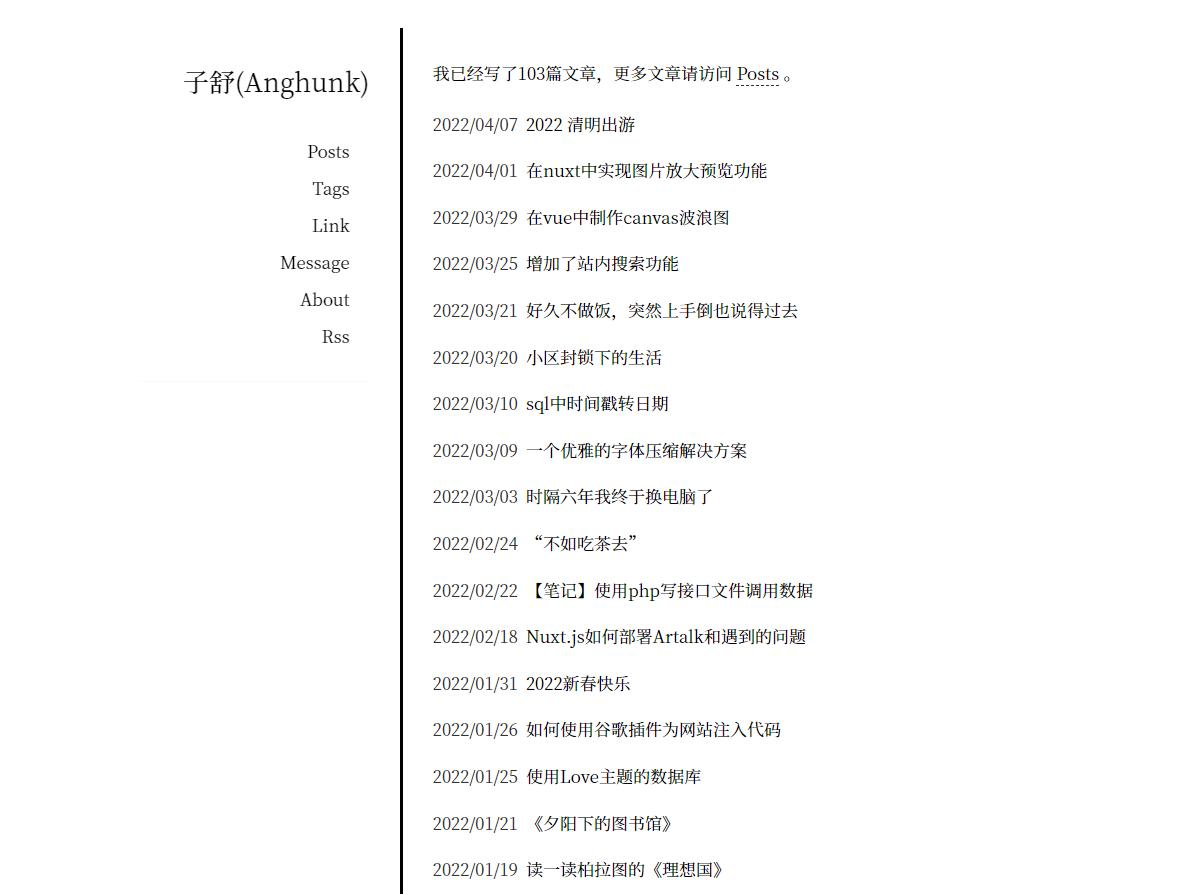 子舒(Anghunk)
Posts
Tags
Link
Message
About
Rss
我已经写了103篇文章，更多文章请访问 Posts 。
2022/04/07 2022 清明出游
2022/04/01 在nuxt中实现图片放大预览功能
2022/03/29 在vue中制作canvas波浪图
2022/03/25 增加了站内搜索功能
2022/03/21 好久不做饭，突然上手倒也说得过去
2022/03/20 小区封锁下的生活
2022/03/10 sql中时间戳转日期
2022/03/09 一个优雅的字体压缩解决方案
2022/03/03 时隔六年我终于换电脑了
2022/02/24 “不如吃茶去”
2022/02/22 【笔记】使用php写接口文件调用数据
2022/02/18 Nuxt.js如何部署Artalk和遇到的问题
2022/01/31 2022新春快乐
2022/01/26 如何使用谷歌插件为网站注入代码
2022/01/25 使用Love主题的数据库
2022/01/21 《夕阳下的图书馆》
2022/01/19 读一读柏拉图的《理想国》